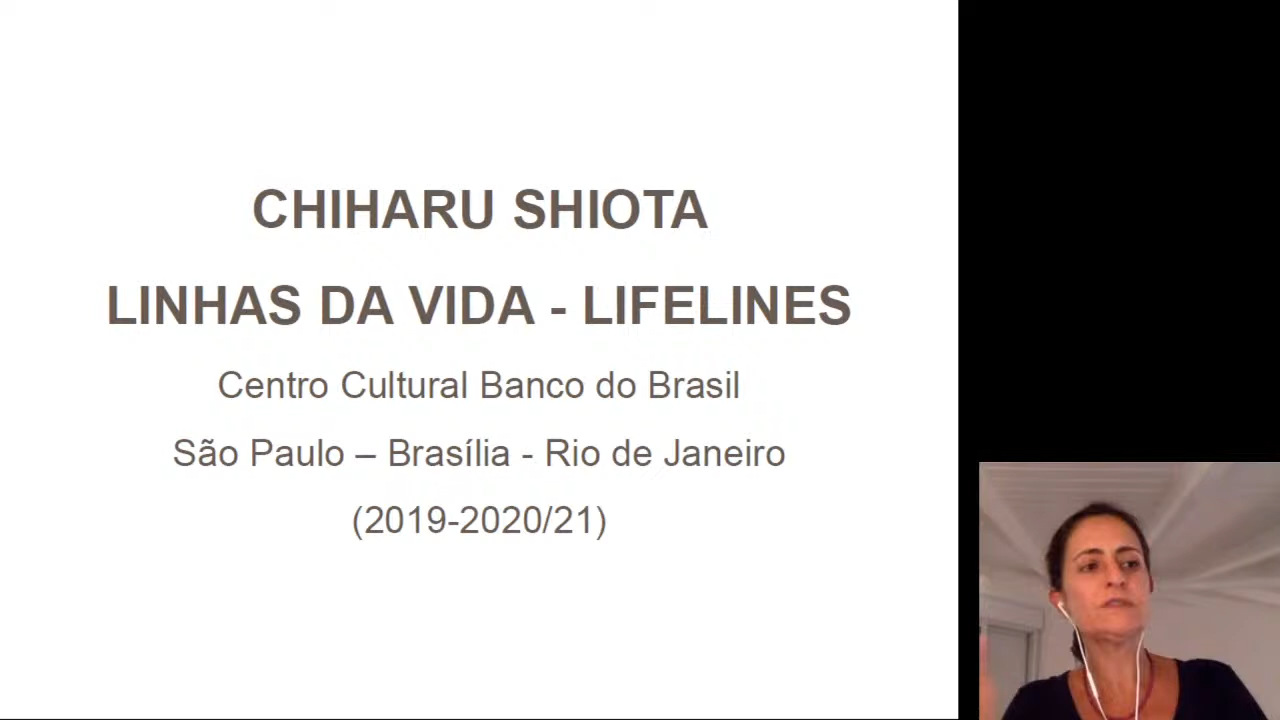 CHIHARU SHIOTA
LINHAS DA VIDA - LIFELINES
Centro Cultural Banco do Brasil
São Paulo – Brasília - Rio de Janeiro
(2019-2020/21)